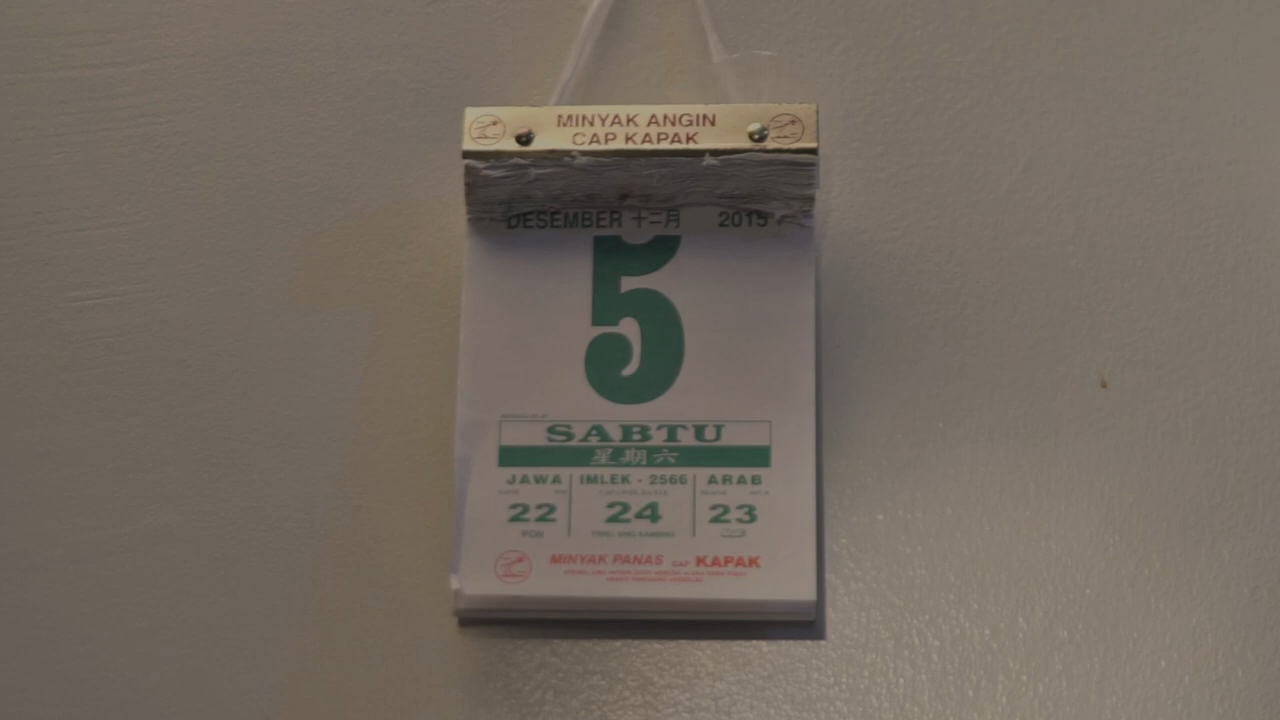 MINYAK ANGIN
CAP KAPAK
DESEMBER 十二月 2015
5
SABTU
星期六
JAWA IMLEK - 2566 ARAB
22 24 23
PON
MINYAK PANAS CAP KAPAK